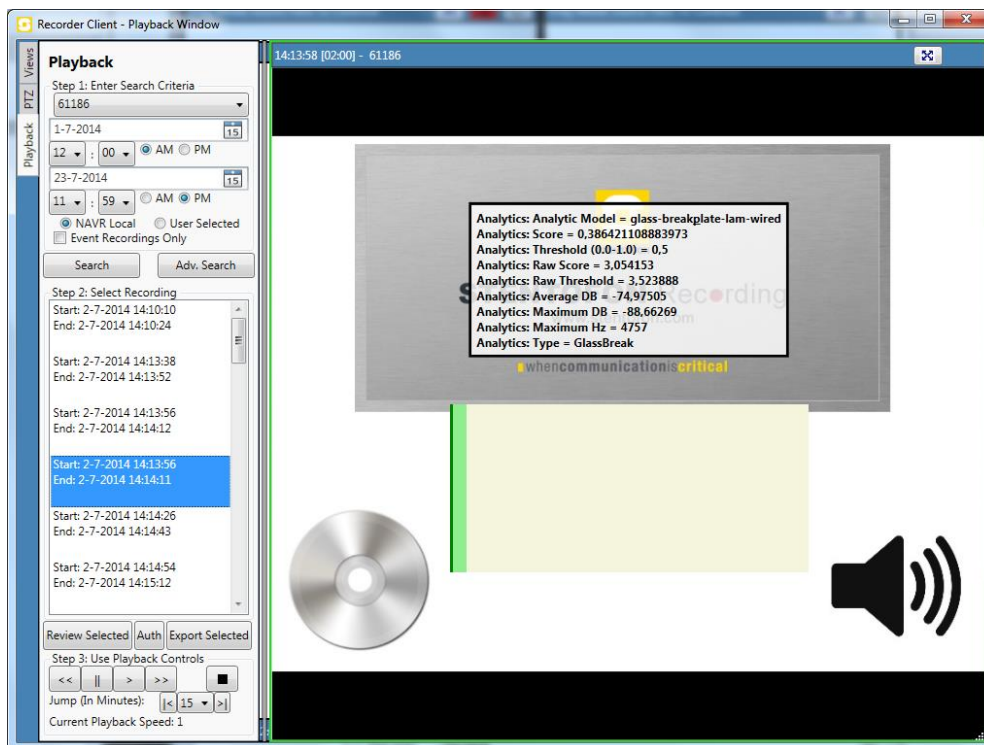 Recorder Client - Playback Window
Views
PTZ
Playback
Playback
Step 1: Enter Search Criteria
61186
1-7-2014
15
12 : 00 AM PM
23-7-2014
15
11 : 59 AM PM
NAVR Local User Selected
Event Recordings Only
Search Adv. Search
Step 2: Select Recording
Start: 2-7-2014 14:10:10
End: 2-7-2014 14:10:24
Start: 2-7-2014 14:13:38
End: 2-7-2014 14:13:52
Start: 2-7-2014 14:13:56
End: 2-7-2014 14:14:12
Start: 2-7-2014 14:13:56
End: 2-7-2014 14:14:11
Start: 2-7-2014 14:14:26
End: 2-7-2014 14:14:43
Start: 2-7-2014 14:14:54
End: 2-7-2014 14:15:12
Review Selected Auth Export Selected
Step 3: Use Playback Controls
<< || > >>
Jump (In Minutes): |< 15 >|
Current Playback Speed: 1
14:13:58 [02:00] - 61186
Analytics: Analytic Model = glass-breakplate-lam-wired
Analytics: Score = 0,386421108883973
Analytics: Threshold (0.0-1.0) = 0,5
Analytics: Raw Score = 3,054153
Analytics: Raw Threshold = 3,523888
Analytics: Average DB = -74,97505
Analytics: Maximum DB = -88,66269
Analytics: Maximum Hz = 4757
Analytics: Type = GlassBreak
Recording
whencommunicationiscritical